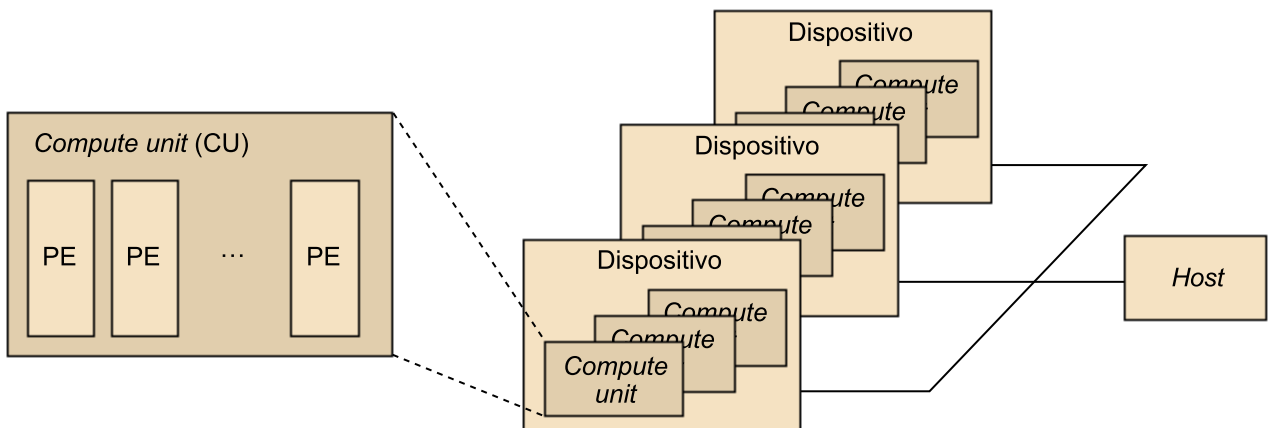 Compute unit (CU)
PE
PE
...
PE
Dispositivo
Compute
Compute
Dispositivo
Compute
Compute
Dispositivo
Compute
Compute
Compute
unit
Host